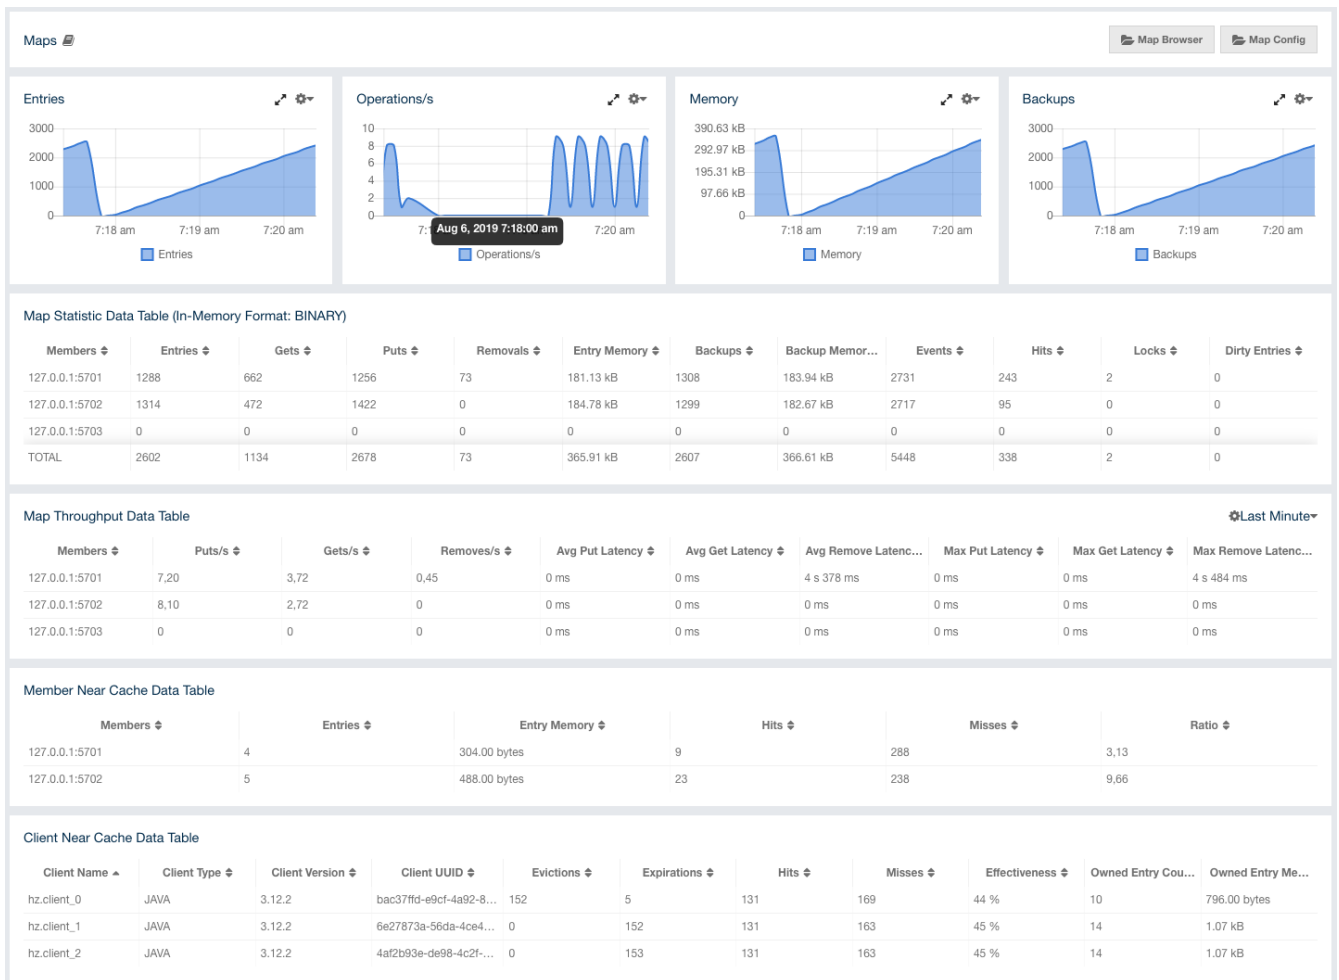 Maps
Map Browser Map Config
Entries Operations/s Memory Backups
3000 10 390.63 kB 3000
8 292.97 kB
2000 6 2000
195.31 kB
1000 4 97.66 kB 1000
2
0 0 0 0
7:18 am 7:19 am 7:20 am 7:1 Aug 6, 2019 7:18:00 am 7:20 am 7:18 am 7:19 am 7:20 am 7:18 am 7:19 am 7:20 am
Entries Operations/s Memory Backups
Map Statistic Data Table (In-Memory Format: BINARY)
Members Entries Gets Puts Removals Entry Memory Backups Backup Memor... Events Hits Locks Dirty Entries
127.0.0.1:5701 1288 662 1256 73 181.13 kB 1308 183.94 kB 2731 243 2 0
127.0.0.1:5702 1314 472 1422 0 184.78 kB 1299 182.67 kB 2717 95 0 0
127.0.0.1:5703 0 0 0 0 0 0 0 0 0 0 0
TOTAL 2602 1134 2678 73 365.91 kB 2607 366.61 kB 5448 338 2 0
Map Throughput Data Table Last Minute
Members Puts/s Gets/s Removes/s Avg Put Latency Avg Get Latency Avg Remove Latenc... Max Put Latency Max Get Latency Max Remove Latenc...
127.0.0.1:5701 7,20 3,72 0,45 0 ms 0 ms 4 s 378 ms 0 ms 0 ms 4 s 484 ms
127.0.0.1:5702 8,10 2,72 0 0 ms 0 ms 0 ms 0 ms 0 ms 0 ms
127.0.0.1:5703 0 0 0 0 ms 0 ms 0 ms 0 ms 0 ms 0 ms
Member Near Cache Data Table
Members Entries Entry Memory Hits Misses Ratio
127.0.0.1:5701 4 304.00 bytes 9 288 3,13
127.0.0.1:5702 5 488.00 bytes 23 238 9,66
Client Near Cache Data Table
Client Name Client Type Client Version Client UUID Evictions Expirations Hits Misses Effectiveness Owned Entry Cou... Owned Entry Me...
hz.client_0 JAVA 3.12.2 bac37ffd-e9cf-4a92-8... 152 5 131 169 44 % 10 796.00 bytes
hz.client_1 JAVA 3.12.2 6e27873a-56da-4ce4... 0 152 131 163 45 % 14 1.07 kB
hz.client_2 JAVA 3.12.2 4af2b93e-de98-4c2f-... 0 153 131 163 45 % 14 1.07 kB